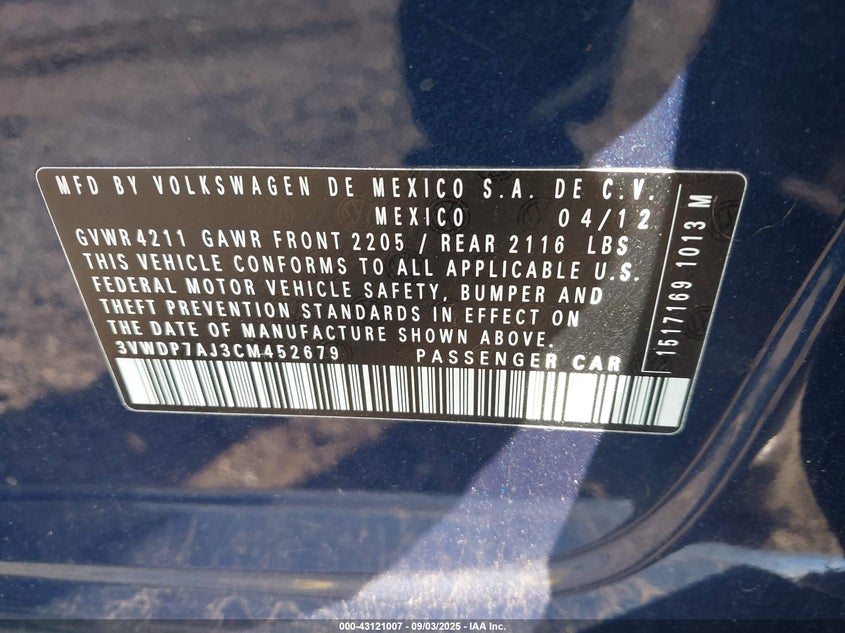 MFD BY VOLKSWAGEN DE MEXICO S.A. DE C.V.
MEXICO 04/12
GVWR 4211 GAWR FRONT 2205 / REAR 2116 LBS
THIS VEHICLE CONFORMS TO ALL APPLICABLE U.S.
FEDERAL MOTOR VEHICLE SAFETY, BUMPER AND
THEFT PREVENTION STANDARDS IN EFFECT ON
THE DATE OF MANUFACTURE SHOWN ABOVE.
3VWDP7AJ3CM452679 PASSENGER CAR
1517169 1013 M
000-43121007 - 09/03/2025 - IAA Inc.